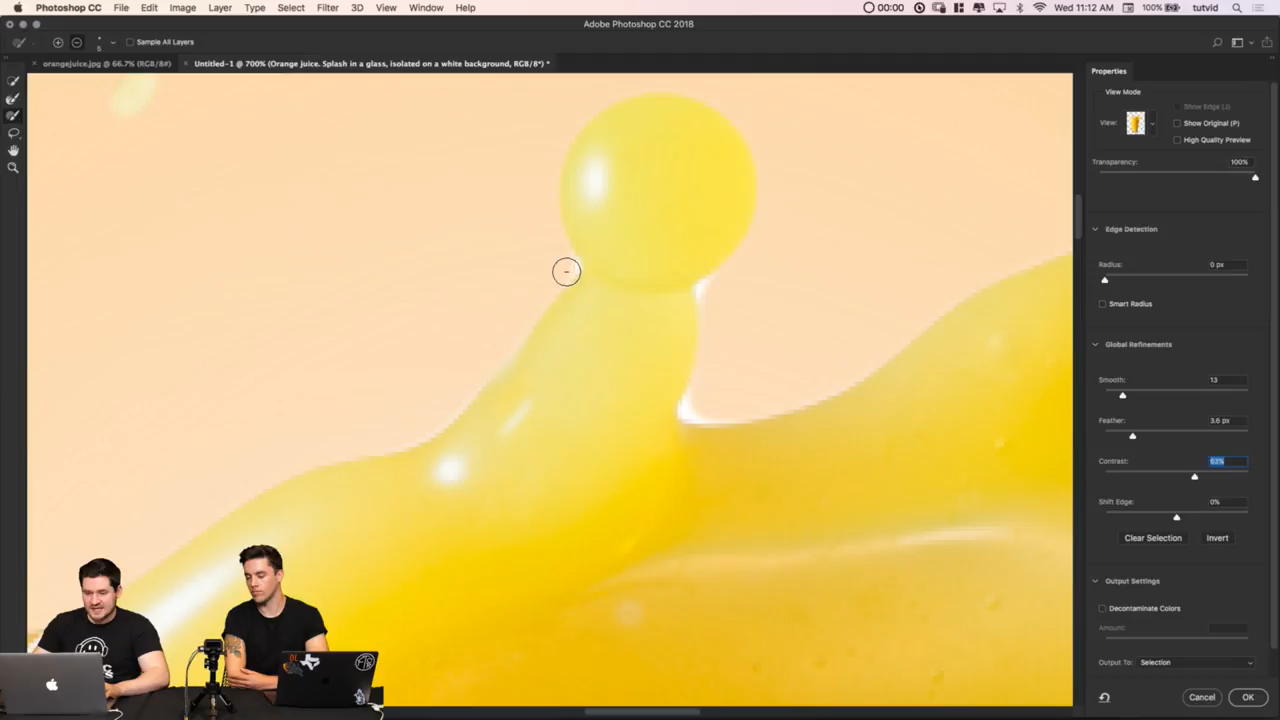 Photoshop CC File Edit Image Layer Type Select Filter 3D View Window Help 00:00 Wed 11:12 AM 100% tutvid
Adobe Photoshop CC 2018
5 Sample All Layers
orangejuice.jpg @ 66.7% (RGB/8#) Untitled-1 @ 700% (Orange juice. Splash in a glass, isolated on a white background, RGB/8*) *
Properties
View Mode
Show Edge (J)
View: Show Original (P)
High Quality Preview
Transparency: 100%
Edge Detection
Radius: 0 px
Smart Radius
Global Refinements
Smooth: 13
Feather: 3.6 px
Contrast: 63%
Shift Edge: 0%
Clear Selection Invert
Output Settings
Decontaminate Colors
Amount:
Output To: Selection
Cancel OK